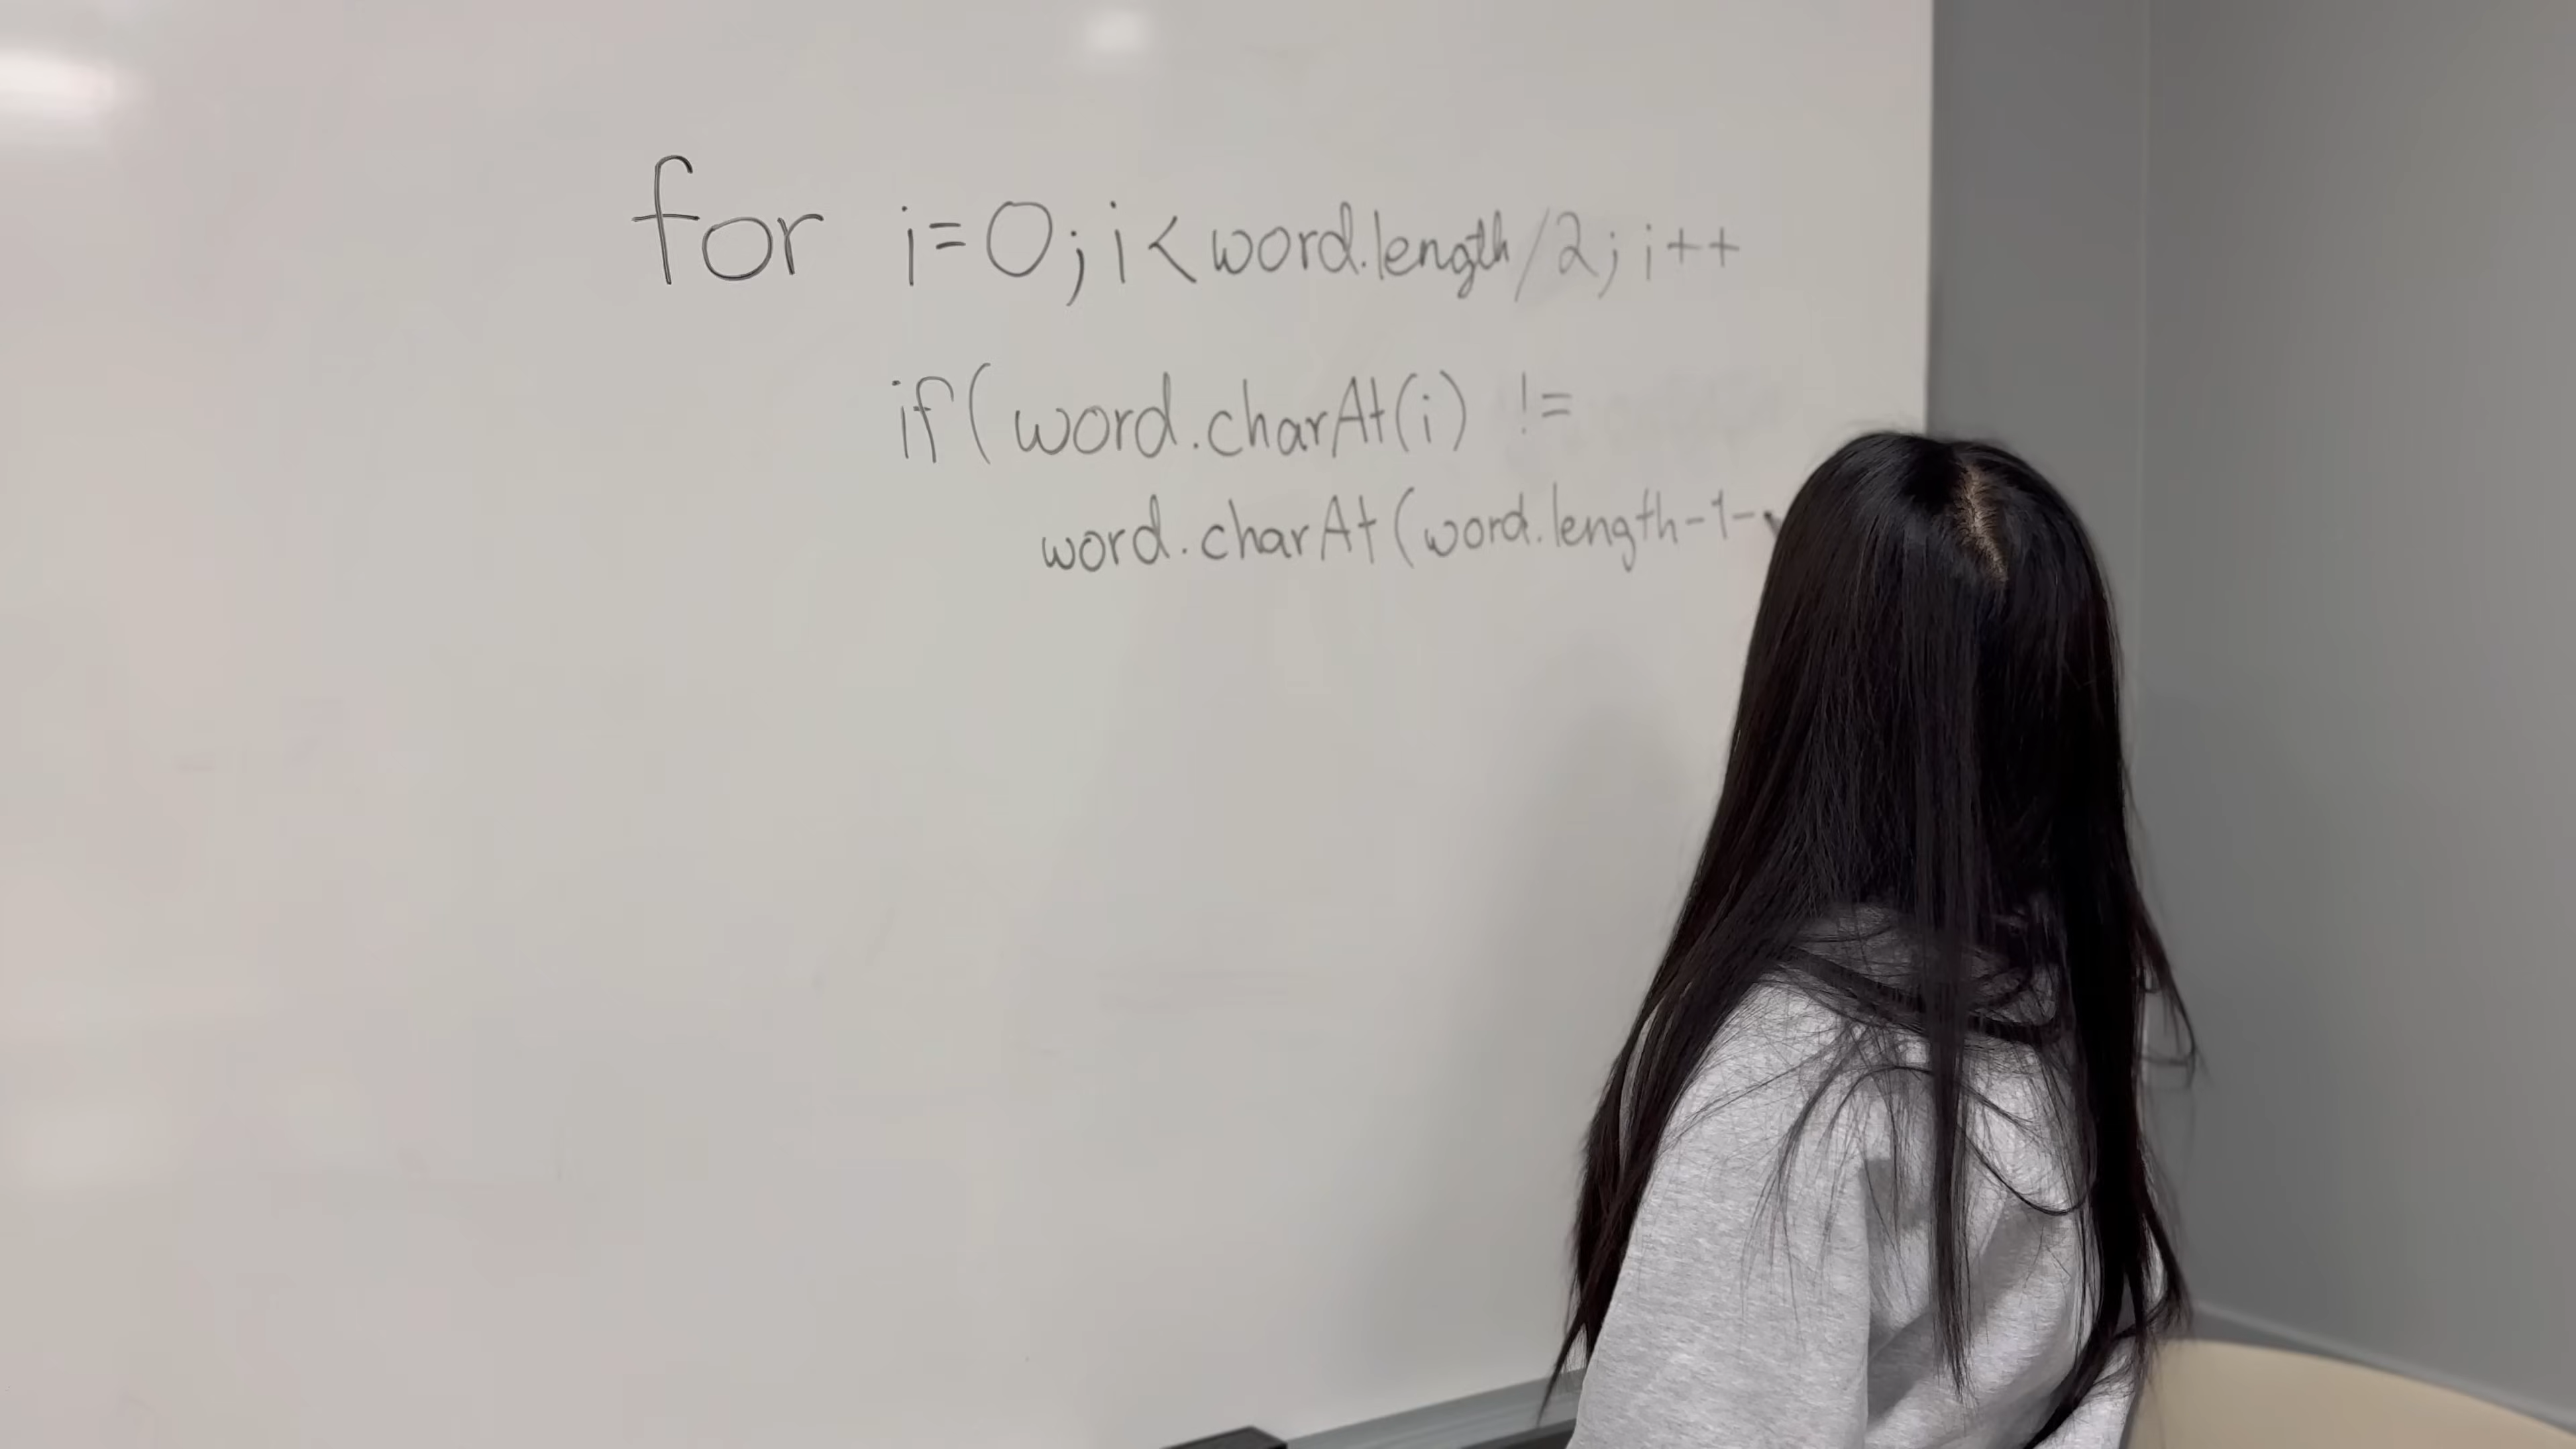 for i=0; i<word.length/2; i++
if(word.charAt(i) !=
word.charAt(word.length-1-